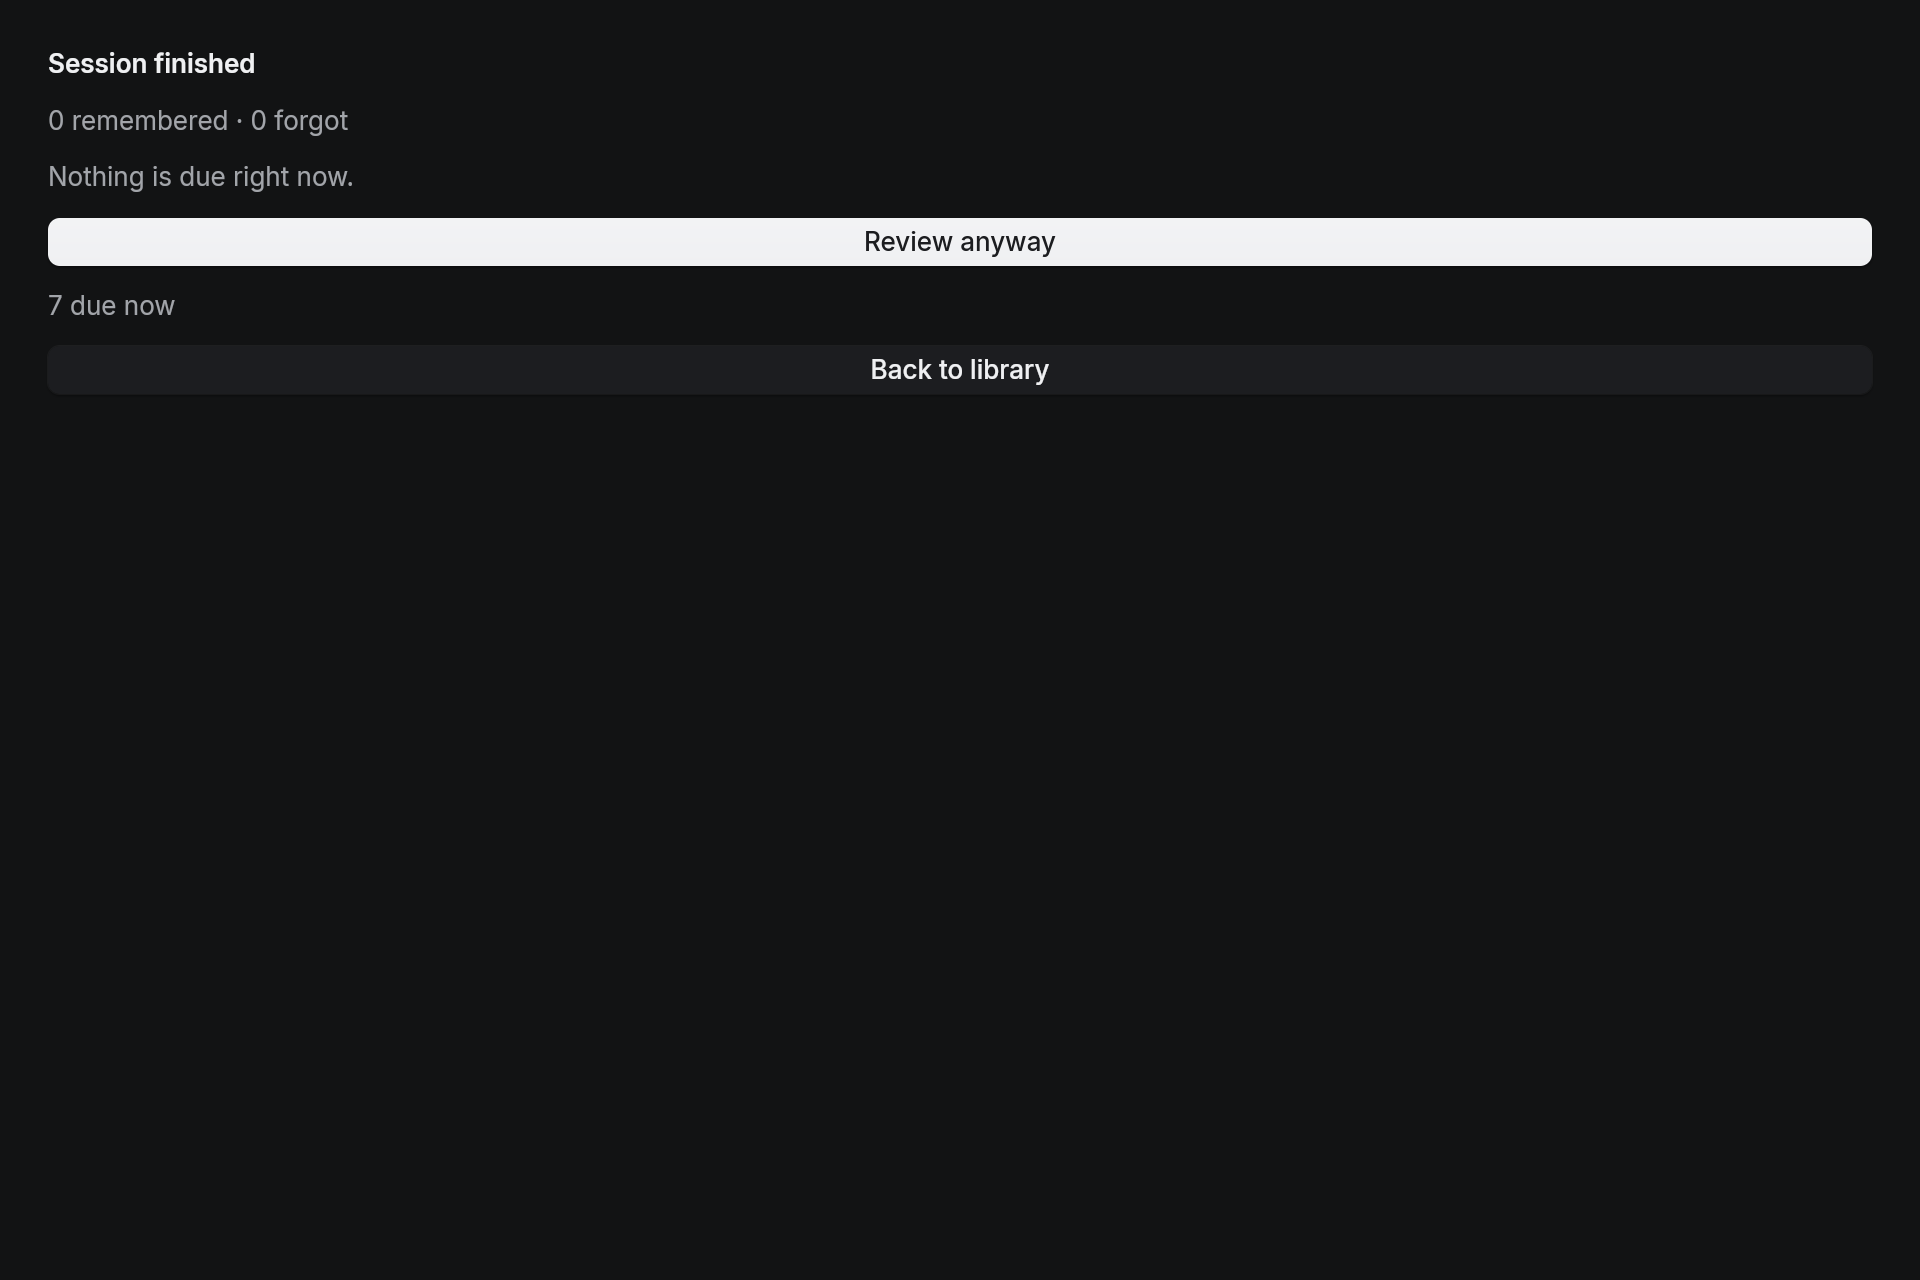 Session finished
0 remembered · 0 forgot
Nothing is due right now.
Review anyway
7 due now
Back to library